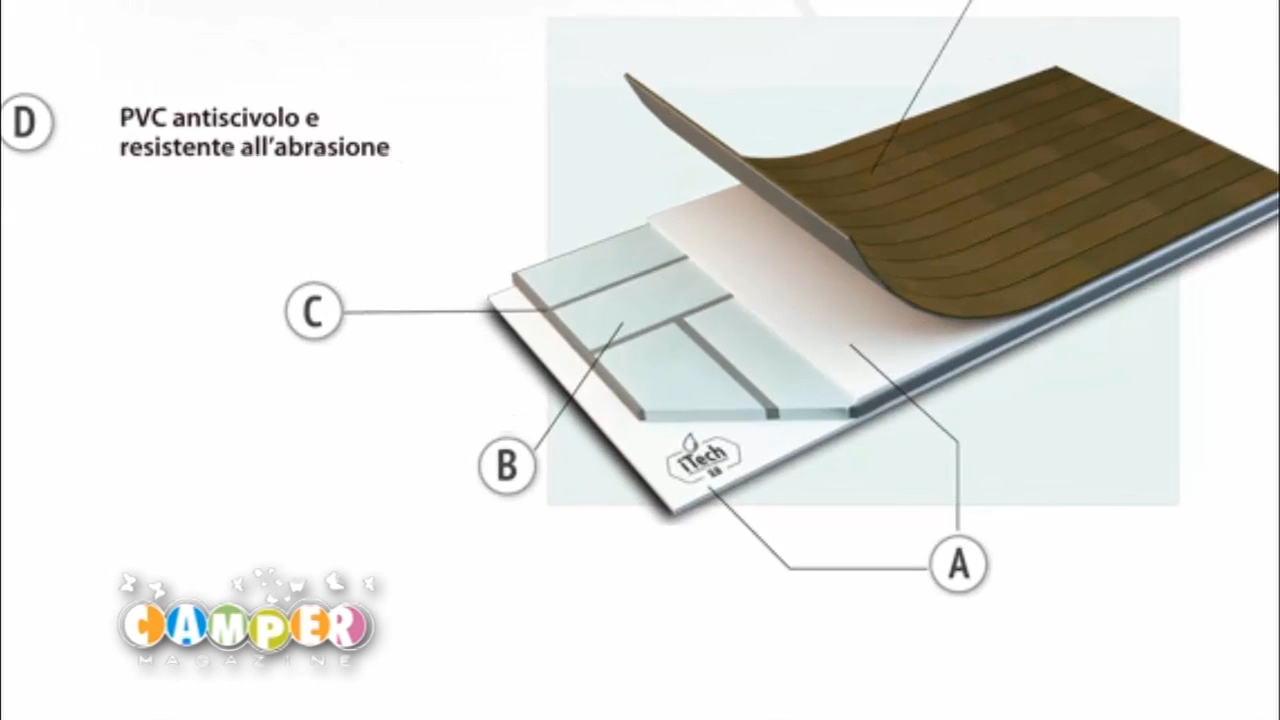 D
PVC antiscivolo e
resistente all'abrasione
C
B
iTech
A
CAMPER
MAGAZINE